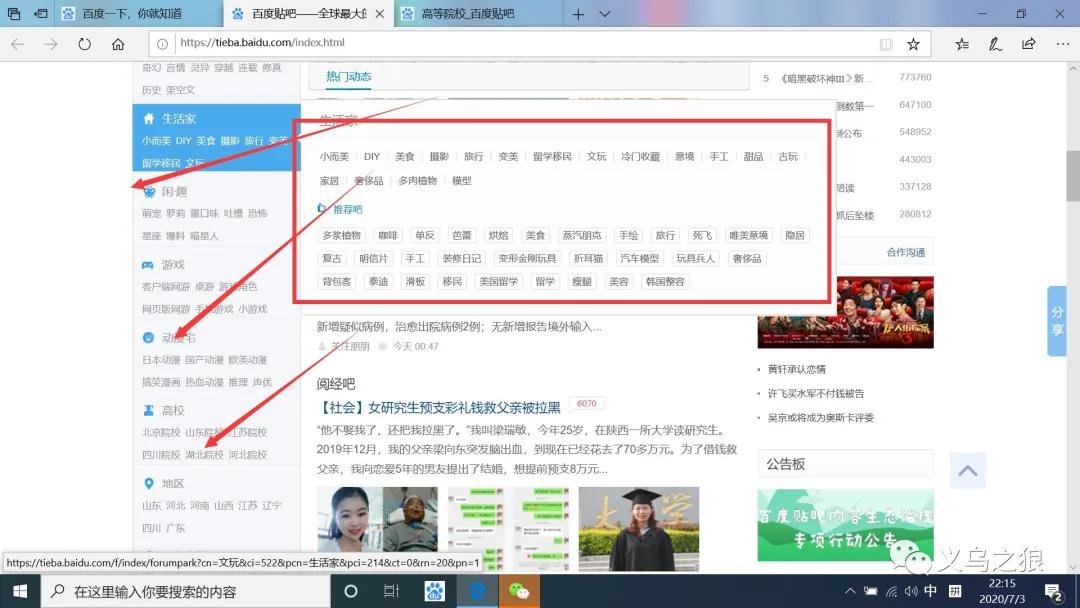 百度一下，你就知道
百度贴吧——全球最大的
高等院校_百度贴吧
https://tieba.baidu.com/index.html
奇幻 言情 灵异 穿越 连载 修真
历史 架空文
生活家
小而美 DIY 美食 摄影 旅行 变美
留学移民 文玩
闲·趣
萌宠 萝莉 重口味 吐槽 恐怖
星座 爆料 喵星人
游戏
客户端网游 桌游 游戏角色
网页版网游 手机游戏 小游戏
动漫宅
日本动漫 国产动漫 欧美动漫
搞笑漫画 热血动漫 推理 声优
高校
北京院校 山东院校 江苏院校
四川院校 湖北院校 河北院校
地区
山东 河北 河南 山西 江苏 辽宁
四川 广东
热门动态
生活家
小而美 DIY 美食 摄影 旅行 变美 留学移民 文玩 冷门收藏 意境 手工 甜品 古玩
家居 奢侈品 多肉植物 模型
推荐吧
多浆植物 咖啡 单反 芭蕾 烘焙 美食 蒸汽朋克 手绘 旅行 死飞 唯美意境 隐居
复古 明信片 手工 装修日记 变形金刚玩具 折耳猫 汽车模型 玩具兵人 奢侈品
背包客 泰迪 滑板 移民 美国留学 留学 瘦腿 美容 韩国整容
新增疑似病例，治愈出院病例2例；无新增报告境外输入...
关注朋朋 今天 00:47
阅经吧
【社会】女研究生预支彩礼钱救父亲被拉黑 6070
“他不娶我了，还把我拉黑了。”我叫梁瑞敏，今年25岁，在陕西一所大学读研究生。
2019年12月，我的父亲梁向东突发脑出血，到现在已经花去了70多万元。为了借钱救
父亲，我向恋爱5年的男友提出了结婚，想提前预支8万元...
5 《暗黑破坏神III》新... 773760
倒数第一 647100
制公布 548952
443003
陪读 337128
抓后坠楼 280812
合作沟通
黄轩承认恋情
许飞买水军不付钱被告
吴京或将成为奥斯卡评委
公告板
百度贴吧内容生态治理
专项行动公告
分享
https://tieba.baidu.com/f/index/forumpark?cn=文玩&ci=522&pcn=生活家&pci=214&ct=0&rn=20&pn=1
义乌之狼
在这里输入你要搜索的内容
中
拼
22:15
2020/7/3
2